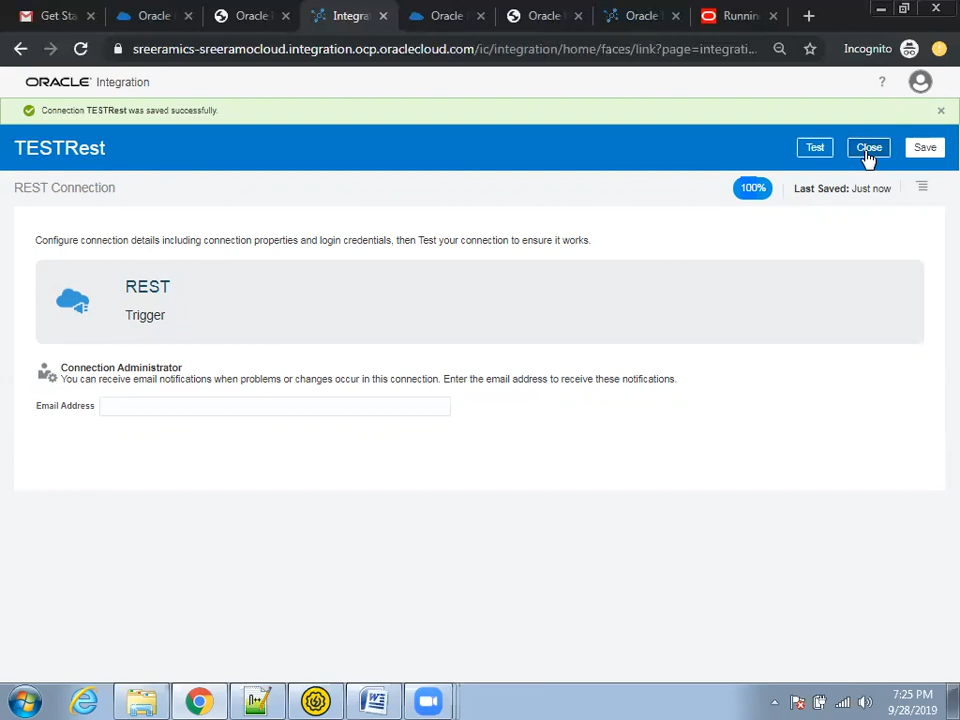 Get Sta
Oracle
Oracle
Integra
Oracle
Oracle
Oracle
Runnin
sreeramics-sreeramocloud.integration.ocp.oraclecloud.com/ic/integration/home/faces/link?page=integrati...
Incognito
ORACLE Integration
?
Connection TESTRest was saved successfully.
TESTRest
Test
Close
Save
REST Connection
100%
Last Saved: Just now
Configure connection details including connection properties and login credentials, then Test your connection to ensure it works.
REST
Trigger
Connection Administrator
You can receive email notifications when problems or changes occur in this connection. Enter the email address to receive these notifications.
Email Address
7:25 PM
9/28/2019